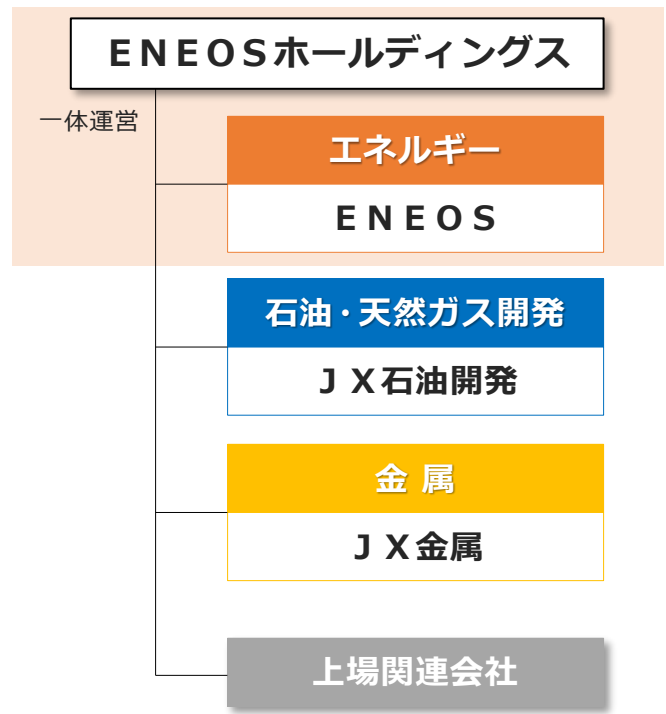 ＥＮＥＯＳホールディングス
一体運営
エネルギー
ＥＮＥＯＳ
石油・天然ガス開発
ＪＸ石油開発
金 属
ＪＸ金属
上場関連会社